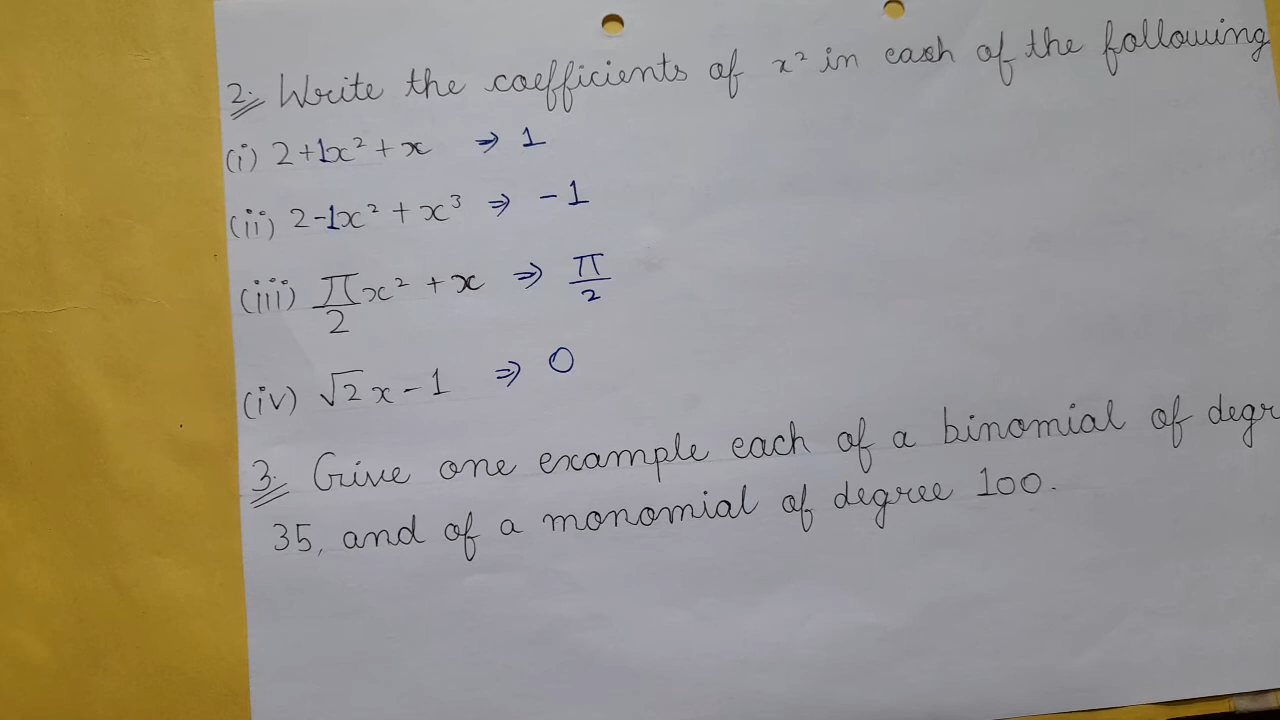 2. Write the coefficients of x² in each of the following
(i) 2+1x² + x ⇒ 1
(ii) 2-1x² + x³ ⇒ -1
(iii) π/2 x² + x ⇒ π/2
(iv) √2 x - 1 ⇒ 0
3. Give one example each of a binomial of degr
35, and of a monomial of degree 100.